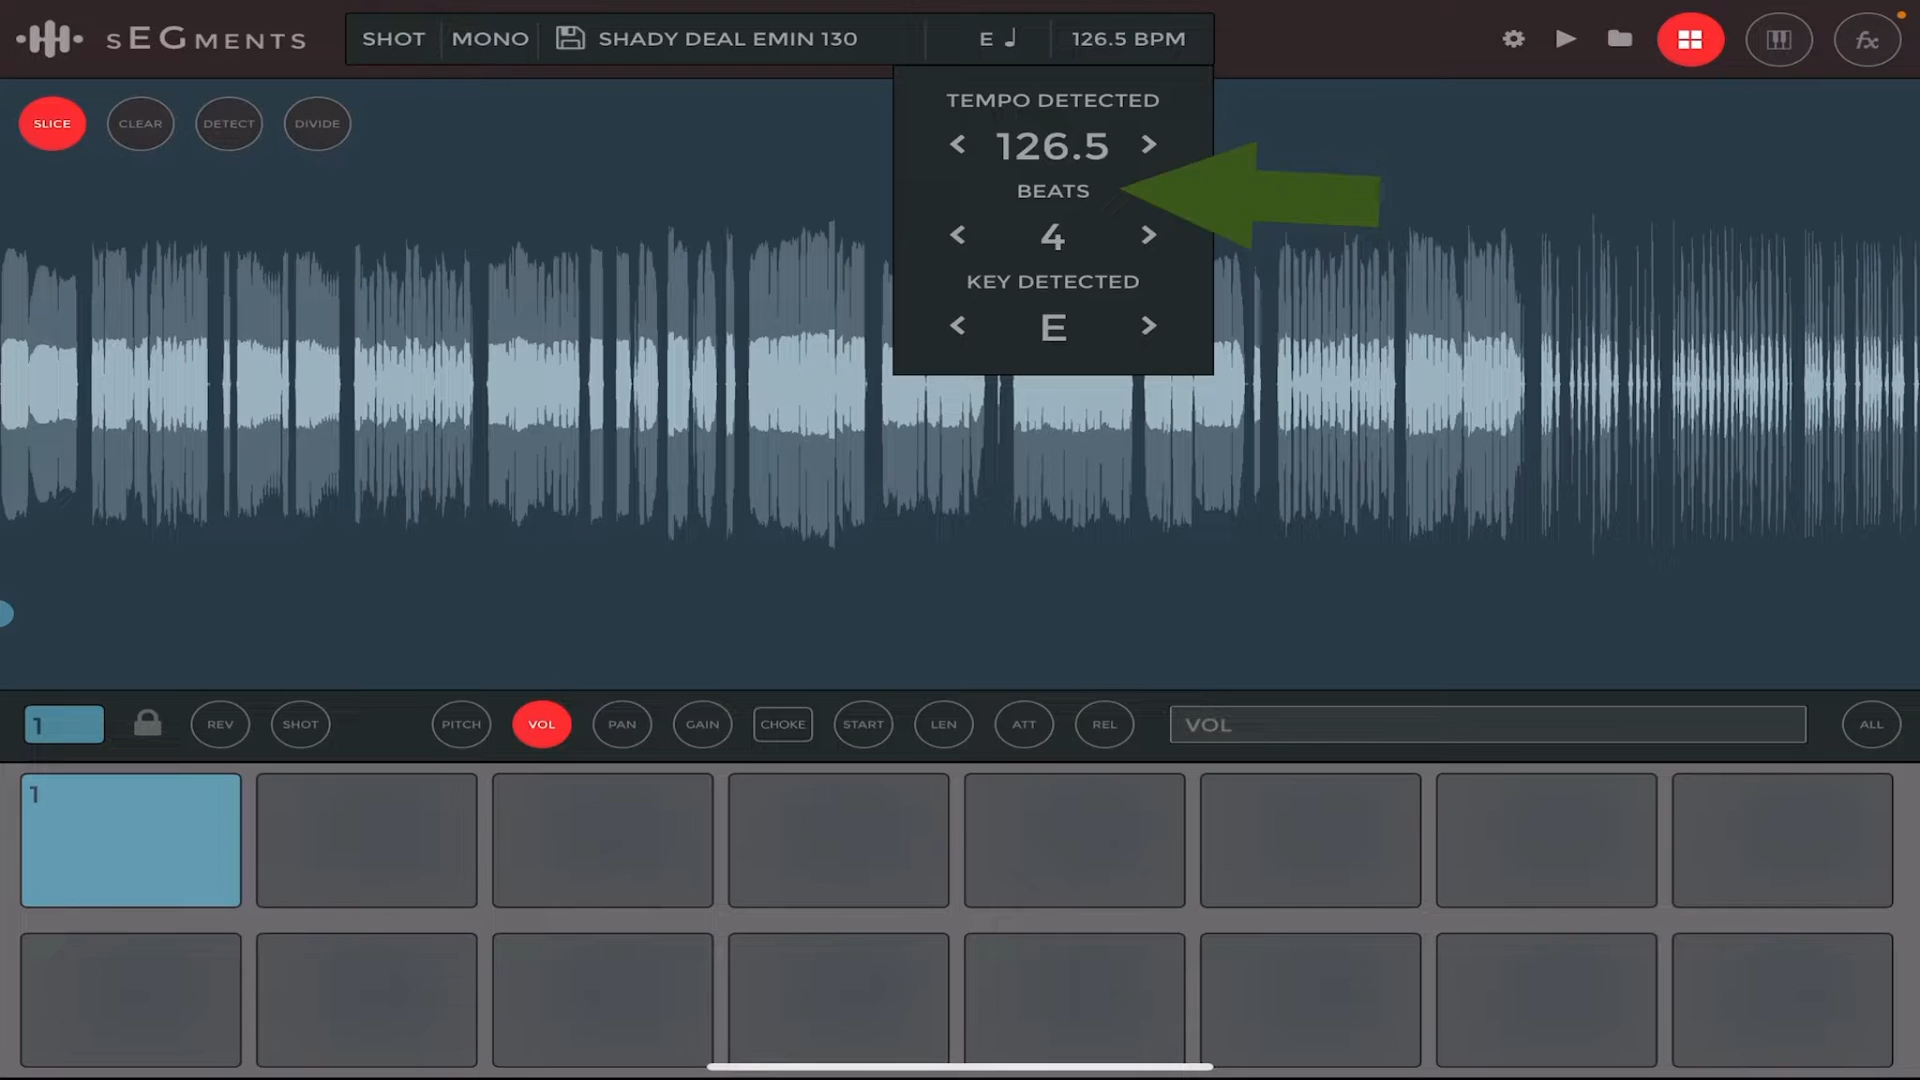 sEGMENTS
SHOT MONO SHADY DEAL EMIN 130 E 126.5 BPM
TEMPO DETECTED
< 126.5 >
BEATS
< 4 >
KEY DETECTED
< E >
SLICE CLEAR DETECT DIVIDE
fx
1 REV SHOT PITCH VOL PAN GAIN CHOKE START LEN ATT REL VOL ALL
1